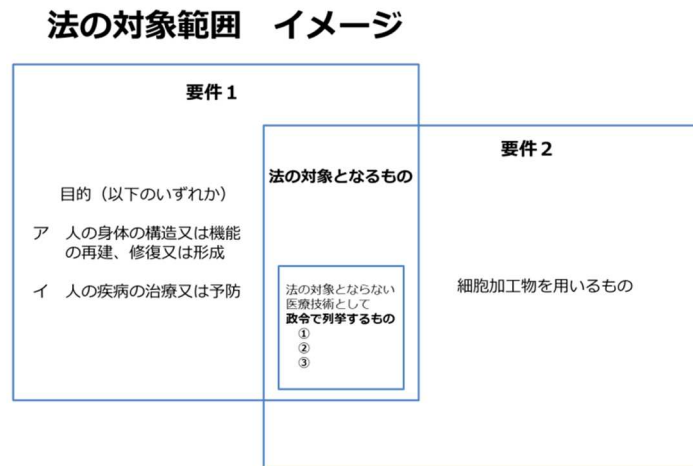 法の対象範囲　イメージ
要件１
目的（以下のいずれか）
ア　人の身体の構造又は機能
の再建、修復又は形成
イ　人の疾病の治療又は予防
法の対象となるもの
法の対象とならない
医療技術として
政令で列挙するもの
①
②
③
要件２
細胞加工物を用いるもの